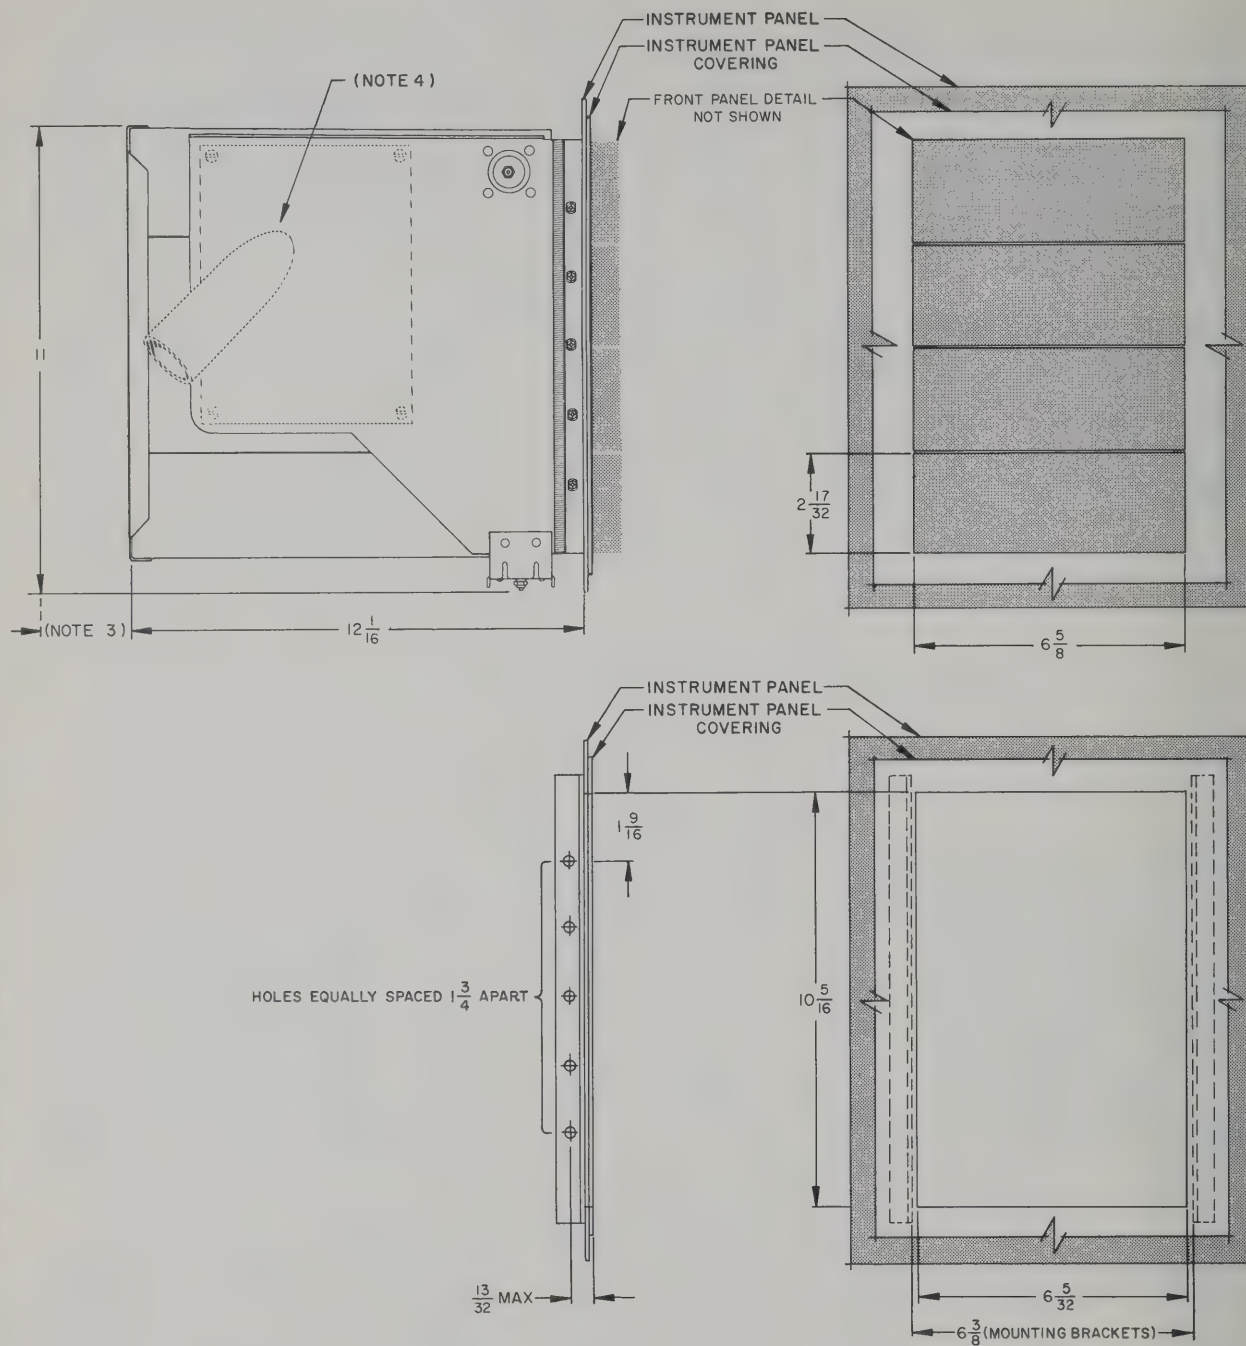 INSTRUMENT PANEL
INSTRUMENT PANEL
COVERING
(NOTE 4)
FRONT PANEL DETAIL
NOT SHOWN
11
2 17/32
(NOTE 3)
12 1/16
6 5/8
INSTRUMENT PANEL
INSTRUMENT PANEL
COVERING
1 9/16
HOLES EQUALLY SPACED 1 3/4 APART
10 5/16
13/32 MAX
6 5/32
6 3/8 (MOUNTING BRACKETS)